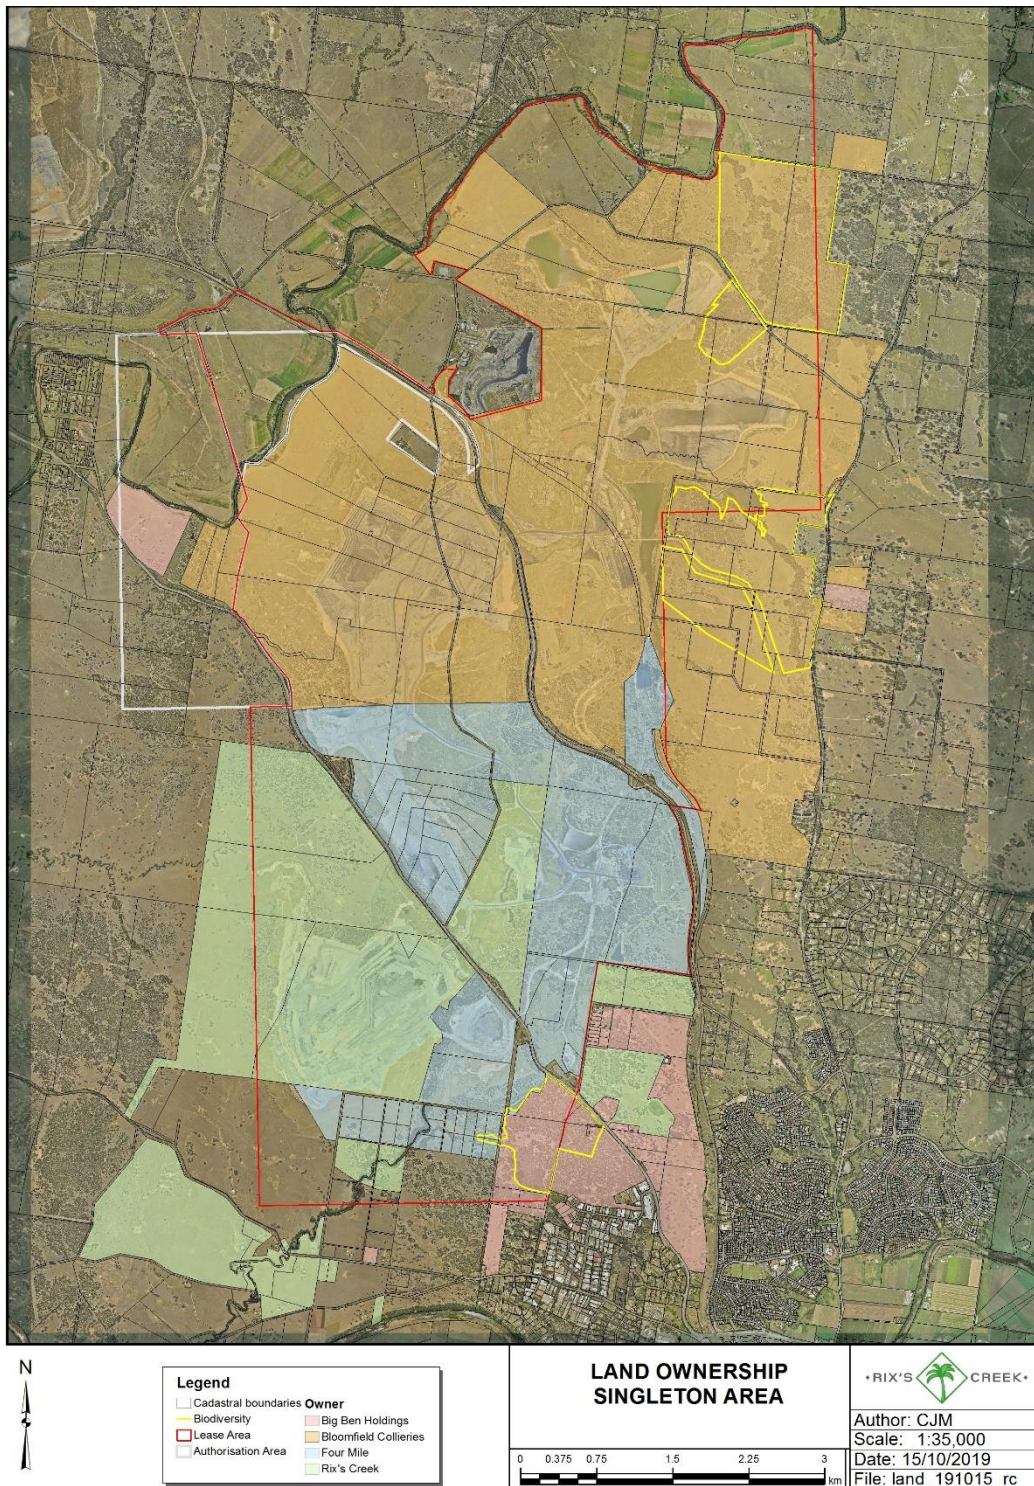 N
Legend
Cadastral boundaries
Biodiversity
Lease Area
Authorisation Area
Owner
Big Ben Holdings
Bloomfield Collieries
Four Mile
Rix's Creek
LAND OWNERSHIP
SINGLETON AREA
0 0.375 0.75 1.5 2.25 3
km
•RIX'S CREEK•
Author: CJM
Scale: 1:35,000
Date: 15/10/2019
File: land_191015_rc